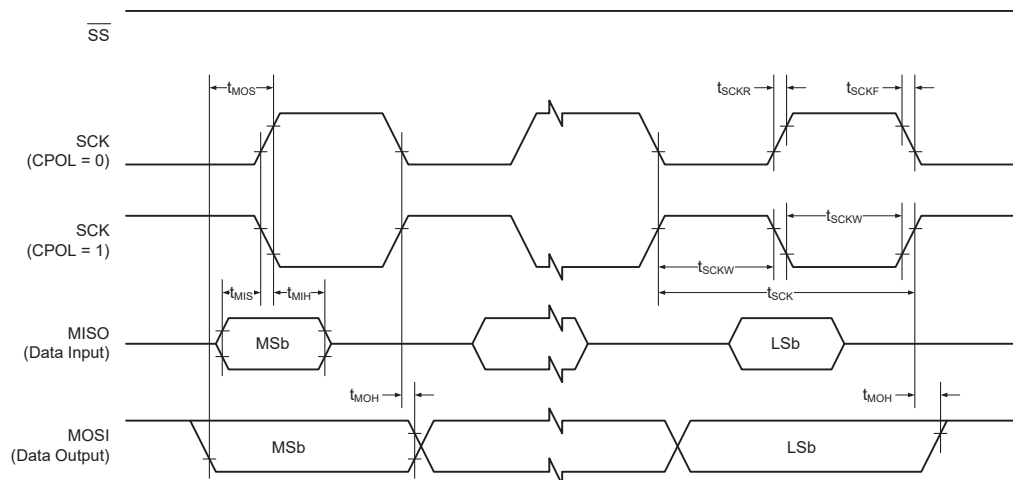 SS
tMOS
tSCKR
tSCKF
SCK
(CPOL = 0)
SCK
(CPOL = 1)
tSCKW
tSCKW
tSCK
tMIS
tMIH
MISO
(Data Input)
MSb
LSb
tMOH
tMOH
MOSI
(Data Output)
MSb
LSb